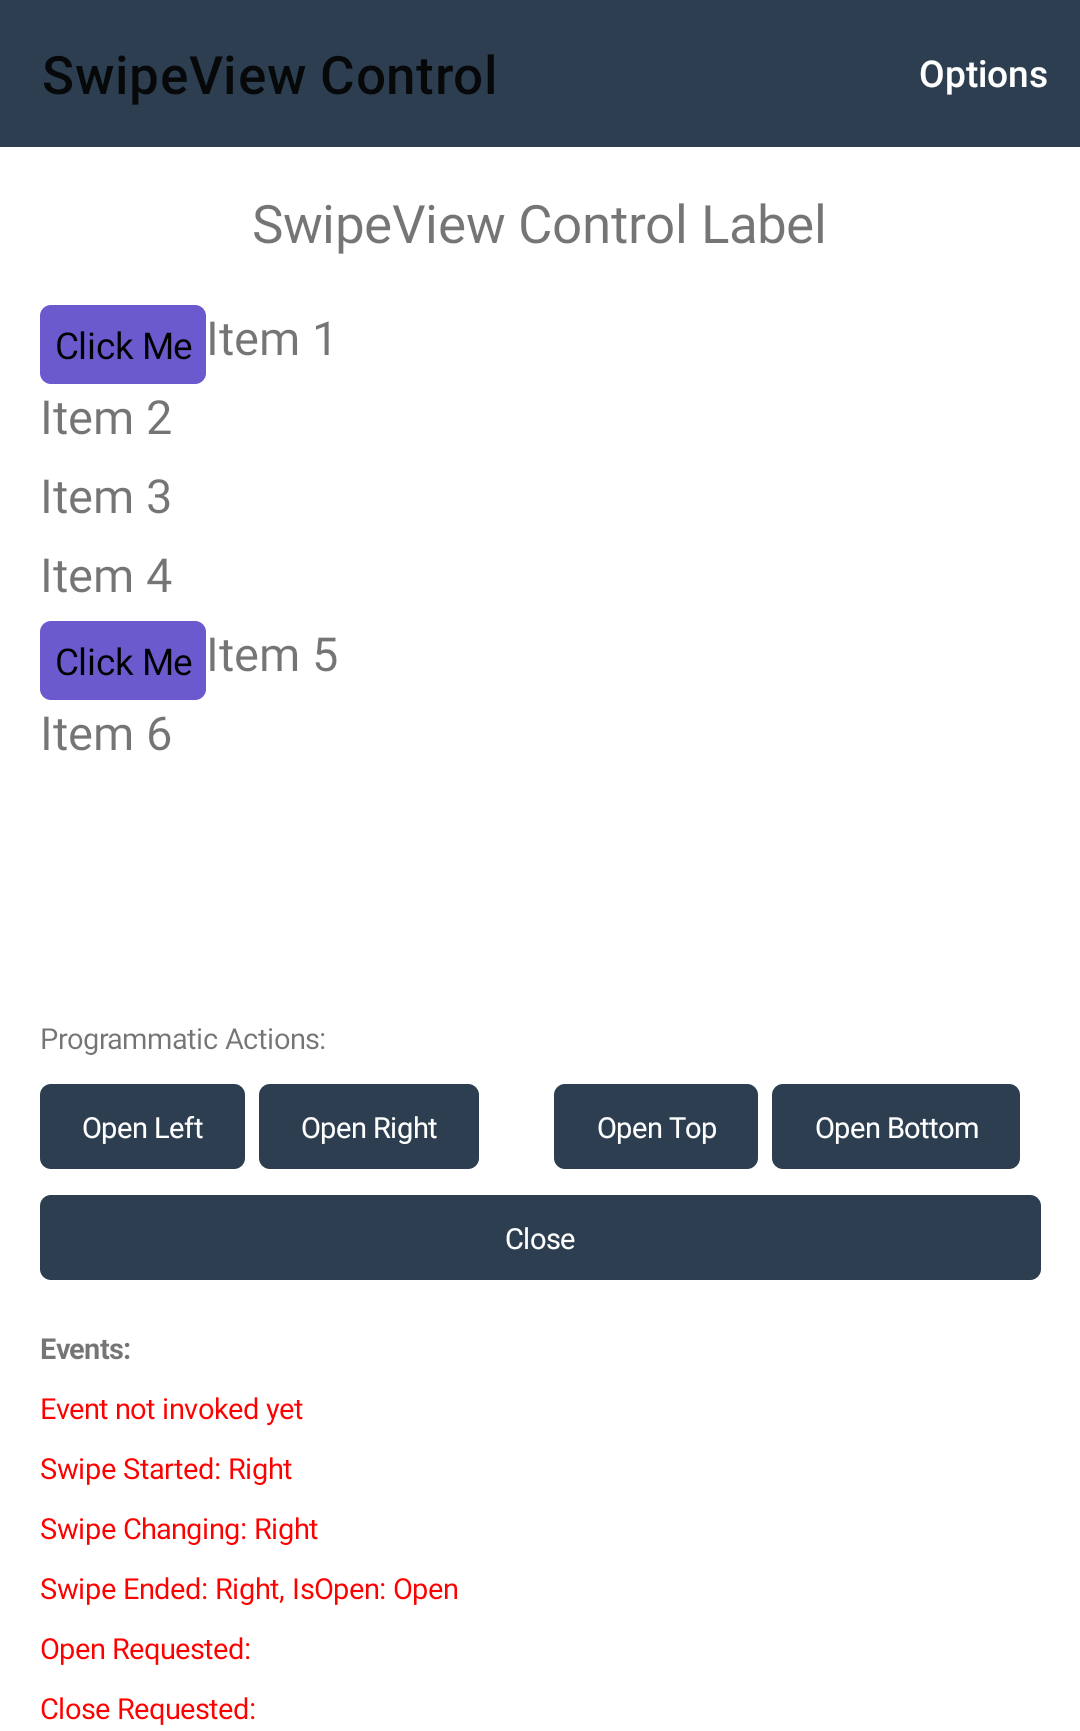 SwipeView Control Options
SwipeView Control Label
Click Me Item 1
Item 2
Item 3
Item 4
Click Me Item 5
Item 6
Programmatic Actions:
Open Left Open Right Open Top Open Bottom
Close
Events:
Event not invoked yet
Swipe Started: Right
Swipe Changing: Right
Swipe Ended: Right, IsOpen: Open
Open Requested:
Close Requested: